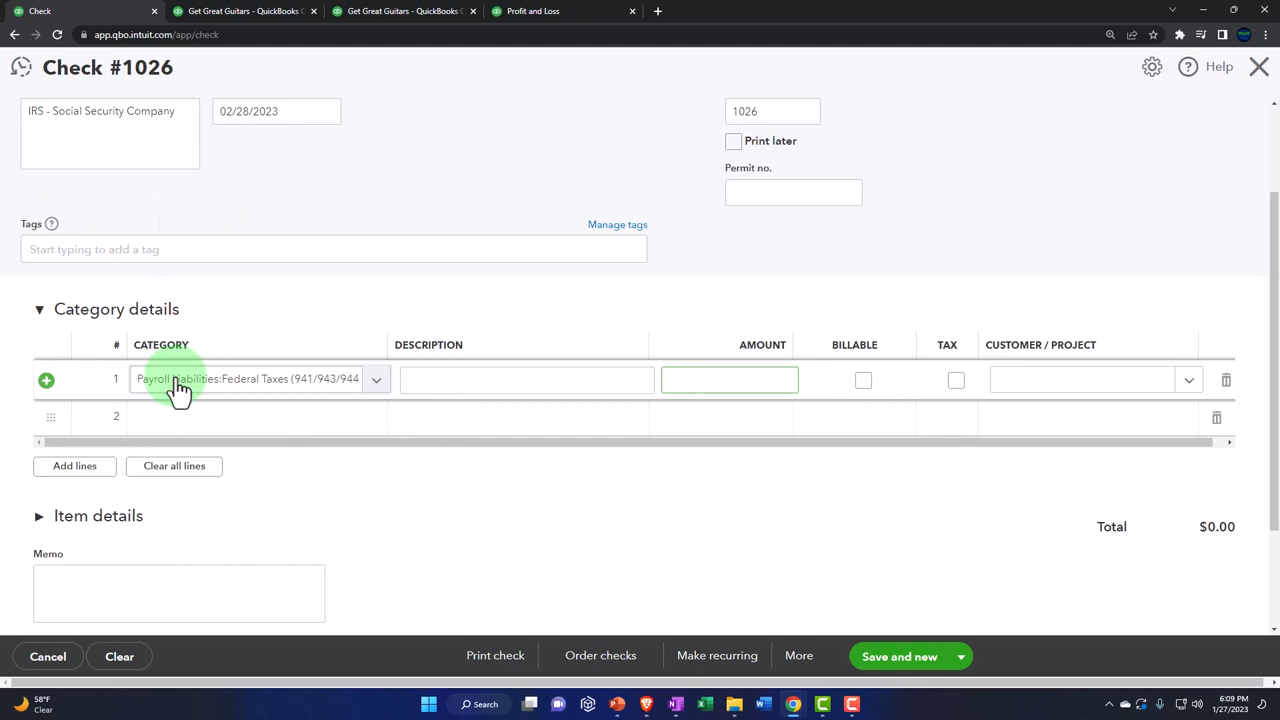 Check
Get Great Guitars - QuickBooks C
Get Great Guitars - QuickBooks C
Profit and Loss
app.qbo.intuit.com/app/check
Check #1026
Help
IRS - Social Security Company
02/28/2023
1026
Print later
Permit no.
Tags
Manage tags
Start typing to add a tag
Category details
# CATEGORY DESCRIPTION AMOUNT BILLABLE TAX CUSTOMER / PROJECT
1 Payroll Liabilities:Federal Taxes (941/943/944
2
Add lines
Clear all lines
Item details
Total $0.00
Memo
Cancel
Clear
Print check
Order checks
Make recurring
More
Save and new
58°F
Clear
Search
6:09 PM
1/27/2023